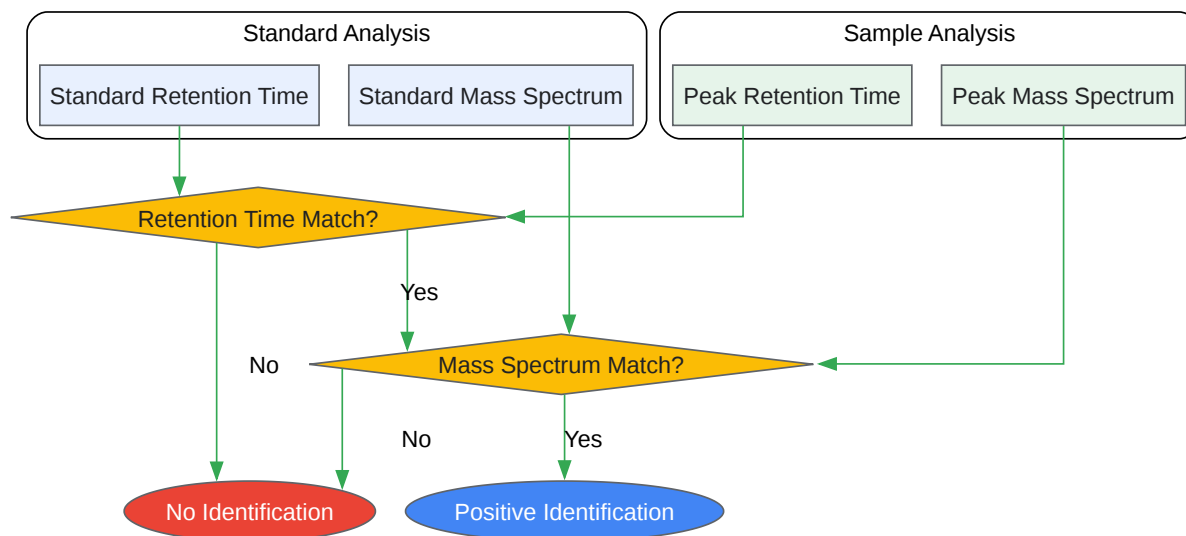 Standard Analysis
Sample Analysis
Standard Retention Time
Standard Mass Spectrum
Peak Retention Time
Peak Mass Spectrum
Retention Time Match?
Yes
No
Mass Spectrum Match?
No
Yes
No Identification
Positive Identification